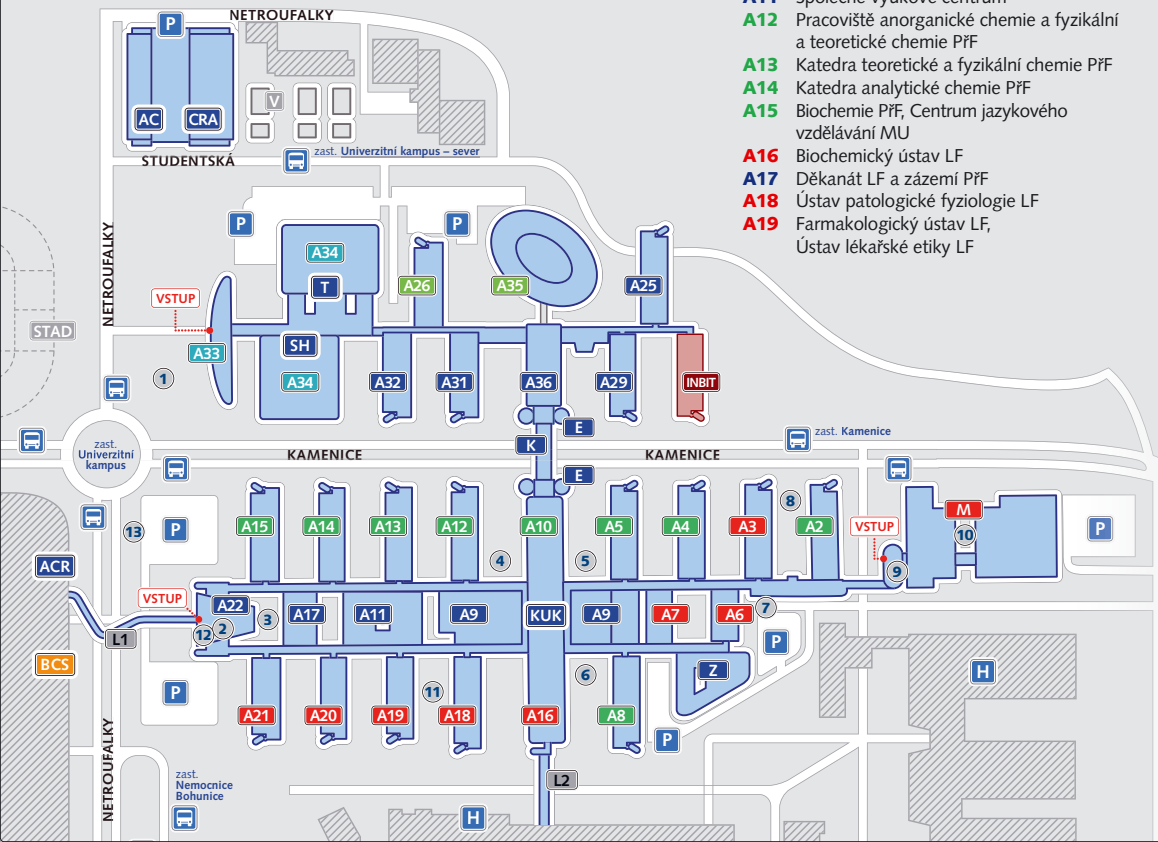 A11 Společné výukové centrum
A12 Pracoviště anorganické chemie a fyzikální
a teoretické chemie PřF
A13 Katedra teoretické a fyzikální chemie PřF
A14 Katedra analytické chemie PřF
A15 Biochemie PřF, Centrum jazykového
vzdělávání MU
A16 Biochemický ústav LF
A17 Děkanát LF a zázemí PřF
A18 Ústav patologické fyziologie LF
A19 Farmakologický ústav LF,
Ústav lékařské etiky LF
NETROUFALKY
P
V
AC
CRA
STUDENTSKÁ
zast. Univerzitní kampus – sever
NETROUFALKY
P
P
A34
T
A26
A35
A25
VSTUP
STAD
A33
SH
A34
A32
A31
A36
A29
INBIT
1
E
K
zast.
Univerzitní
kampus
KAMENICE
KAMENICE
zast. Kamenice
E
13
P
A15
A14
A13
A12
A10
A5
A4
A3
8
A2
VSTUP
M
10
P
4
5
9
ACR
VSTUP
A22
12
2
3
A17
A11
A9
KUK
A9
A7
A6
7
L1
P
BCS
P
11
6
Z
H
A21
A20
A19
A18
A16
A8
P
NETROUFALKY
zast.
Nemocnice
Bohunice
L2
H